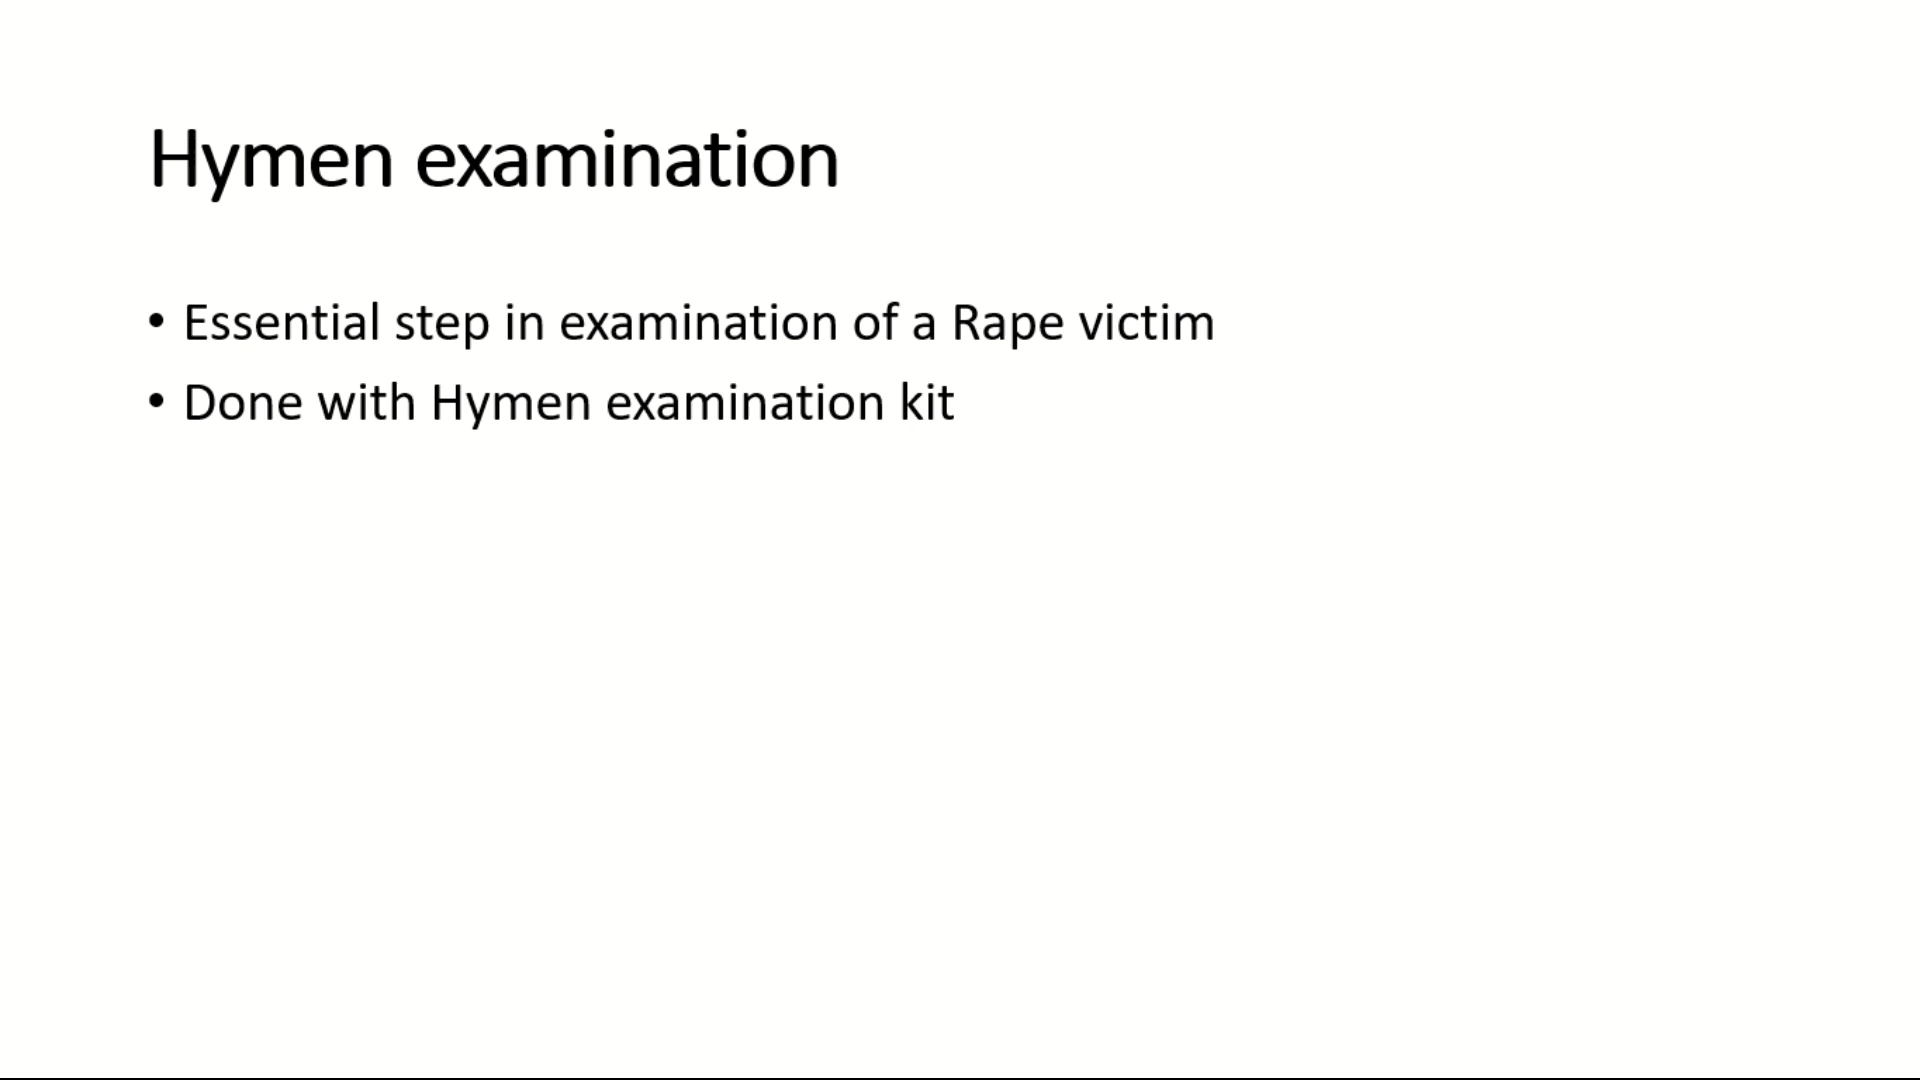 Hymen examination
• Essential step in examination of a Rape victim
• Done with Hymen examination kit